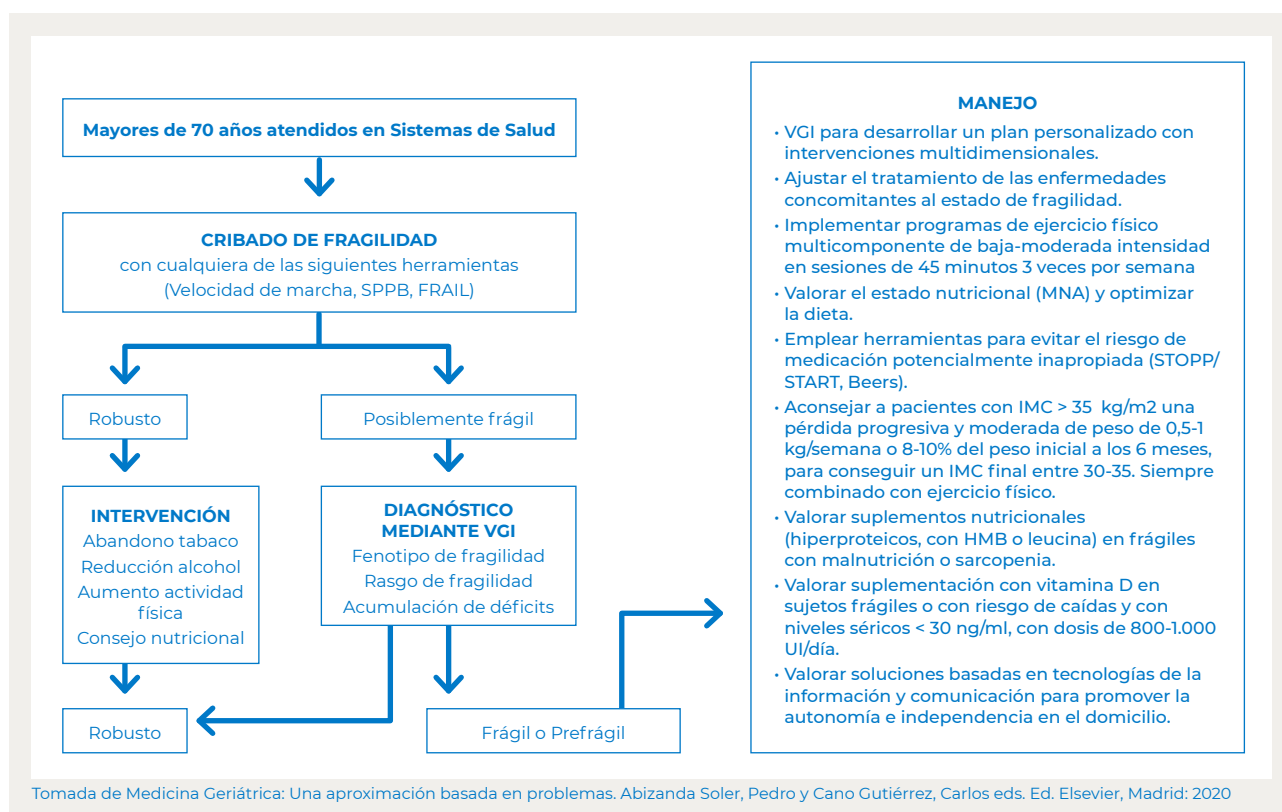 Mayores de 70 años atendidos en Sistemas de Salud
CRIBADO DE FRAGILIDAD
con cualquiera de las siguientes herramientas
(Velocidad de marcha, SPPB, FRAIL)
Robusto
Posiblemente frágil
INTERVENCIÓN
Abandono tabaco
Reducción alcohol
Aumento actividad
física
Consejo nutricional
DIAGNÓSTICO
MEDIANTE VGI
Fenotipo de fragilidad
Rasgo de fragilidad
Acumulación de déficits
Robusto
Frágil o Prefrágil
MANEJO
• VGI para desarrollar un plan personalizado con
intervenciones multidimensionales.
• Ajustar el tratamiento de las enfermedades
concomitantes al estado de fragilidad.
• Implementar programas de ejercicio físico
multicomponente de baja-moderada intensidad
en sesiones de 45 minutos 3 veces por semana
• Valorar el estado nutricional (MNA) y optimizar
la dieta.
• Emplear herramientas para evitar el riesgo de
medicación potencialmente inapropiada (STOPP/
START, Beers).
• Aconsejar a pacientes con IMC > 35 kg/m2 una
pérdida progresiva y moderada de peso de 0,5-1
kg/semana o 8-10% del peso inicial a los 6 meses,
para conseguir un IMC final entre 30-35. Siempre
combinado con ejercicio físico.
• Valorar suplementos nutricionales
(hiperproteicos, con HMB o leucina) en frágiles
con malnutrición o sarcopenia.
• Valorar suplementación con vitamina D en
sujetos frágiles o con riesgo de caídas y con
niveles séricos < 30 ng/ml, con dosis de 800-1.000
UI/día.
• Valorar soluciones basadas en tecnologías de la
información y comunicación para promover la
autonomía e independencia en el domicilio.
Tomada de Medicina Geriátrica: Una aproximación basada en problemas. Abizanda Soler, Pedro y Cano Gutiérrez, Carlos eds. Ed. Elsevier, Madrid: 2020